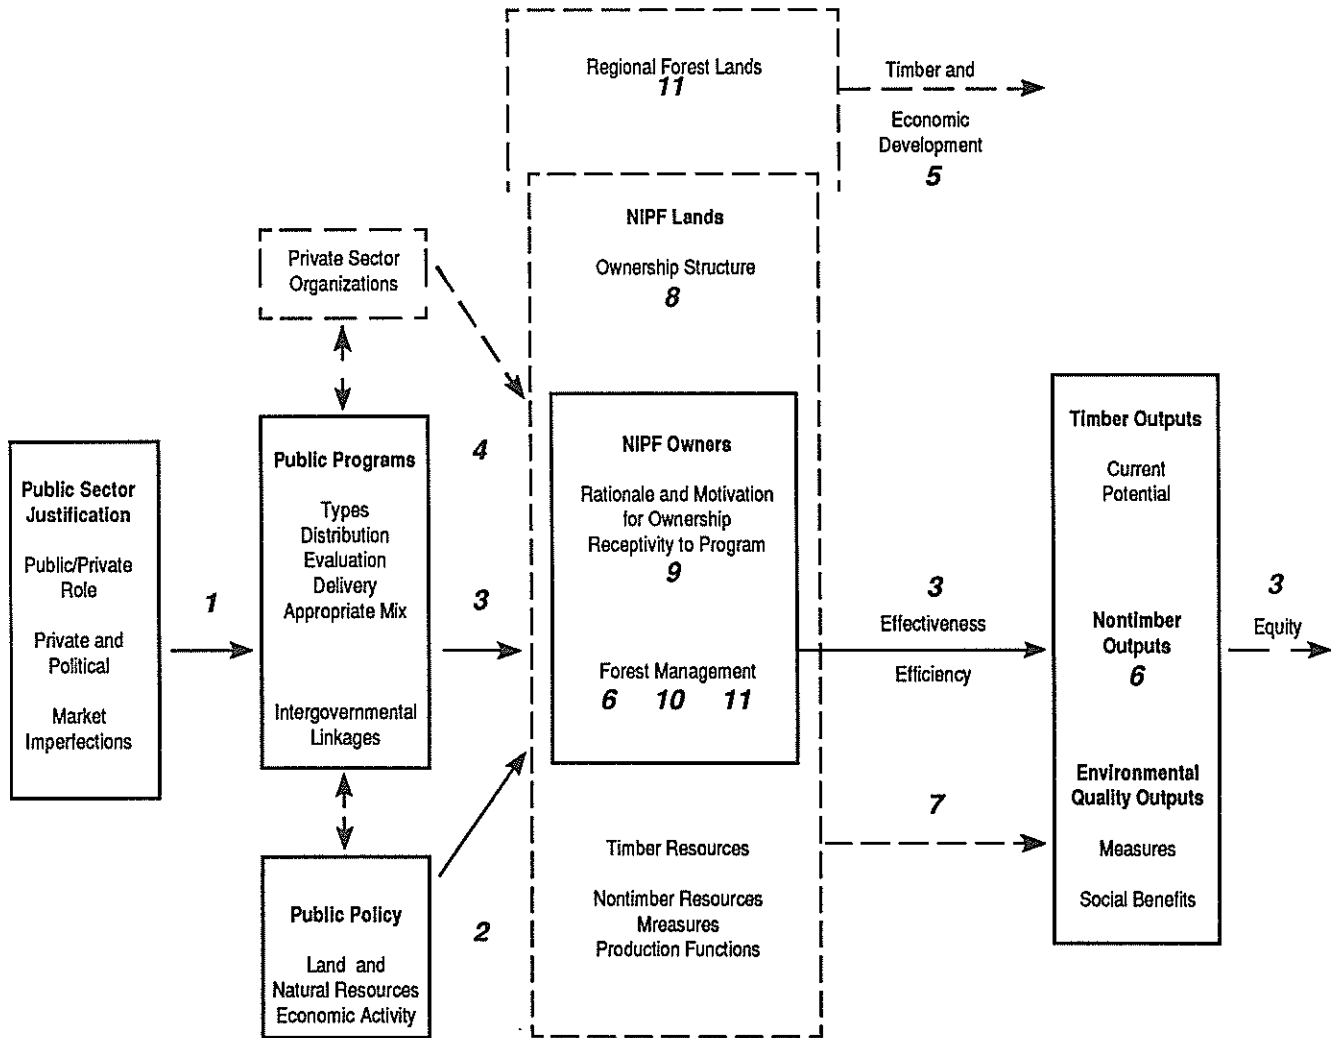 Regional Forest Lands
11
Timber and
Economic
Development
5
NIPF Lands
Ownership Structure
8
Private Sector
Organizations
Public Sector
Justification
Public/Private
Role
Private and
Political
Market
Imperfections
1
Public Programs
Types
Distribution
Evaluation
Delivery
Appropriate Mix
Intergovernmental
Linkages
4
3
Public Policy
Land and
Natural Resources
Economic Activity
2
NIPF Owners
Rationale and Motivation
for Ownership
Receptivity to Program
9
Forest Management
6 10 11
Timber Resources
Nontimber Resources
Mreasures
Production Functions
3
Effectiveness
Efficiency
7
Timber Outputs
Current
Potential
Nontimber
Outputs
6
Environmental
Quality Outputs
Measures
Social Benefits
3
Equity